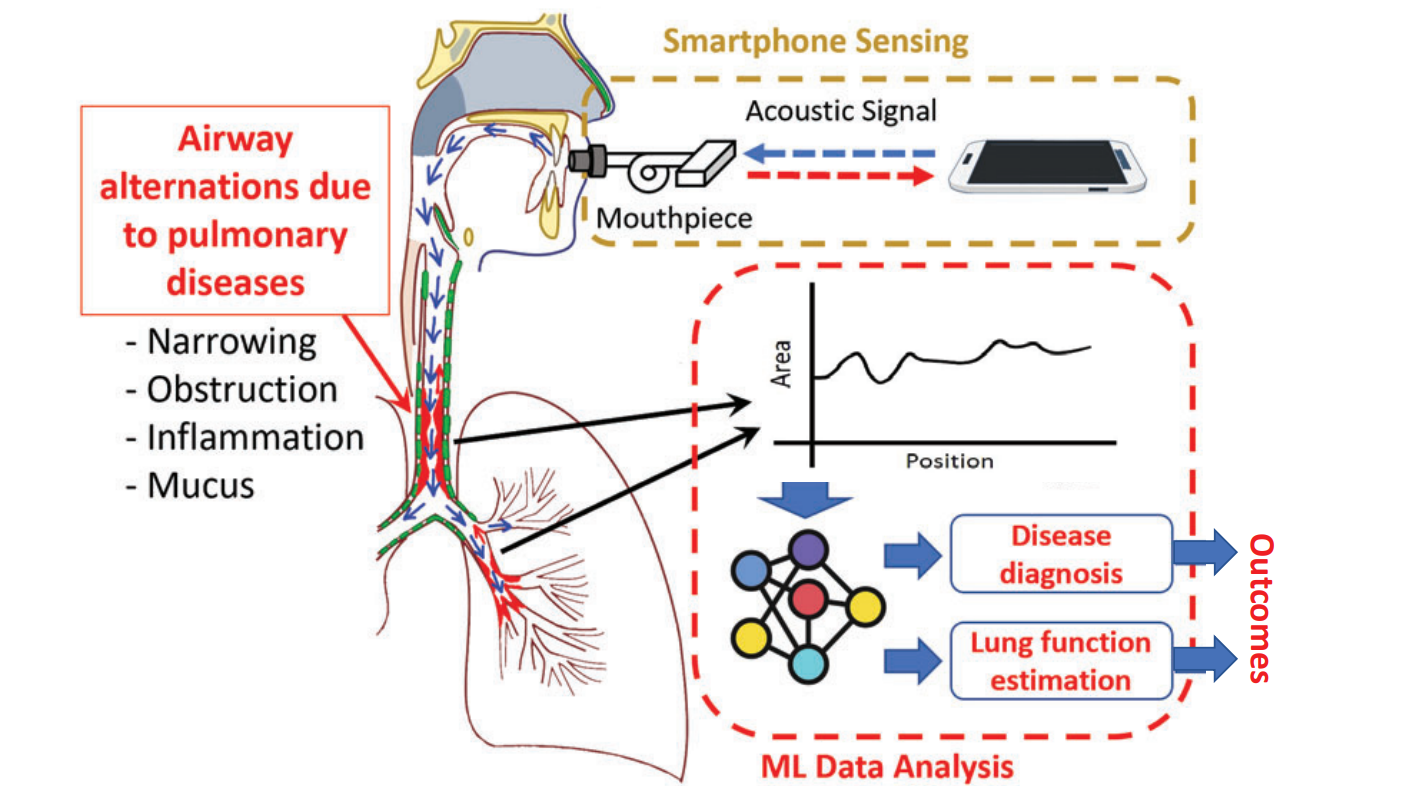 Smartphone Sensing
Acoustic Signal
Mouthpiece
Airway
alternations due
to pulmonary
diseases
- Narrowing
- Obstruction
- Inflammation
- Mucus
Area
Position
Disease
diagnosis
Lung function
estimation
Outcomes
ML Data Analysis